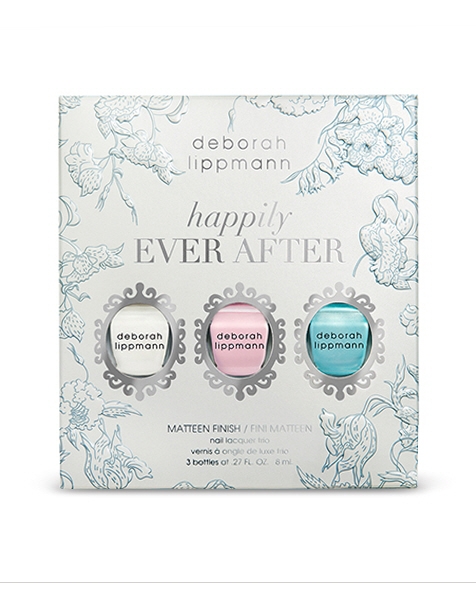 deborah
lippmann
happily
EVER AFTER
deborah
lippmann
deborah
lippmann
deborah
lippmann
MATTEEN FINISH / FINI MATTEEN
nail lacquer trio
vernis à ongle de luxe trio
3 bottles at .27 FL. OZ. 8 ml